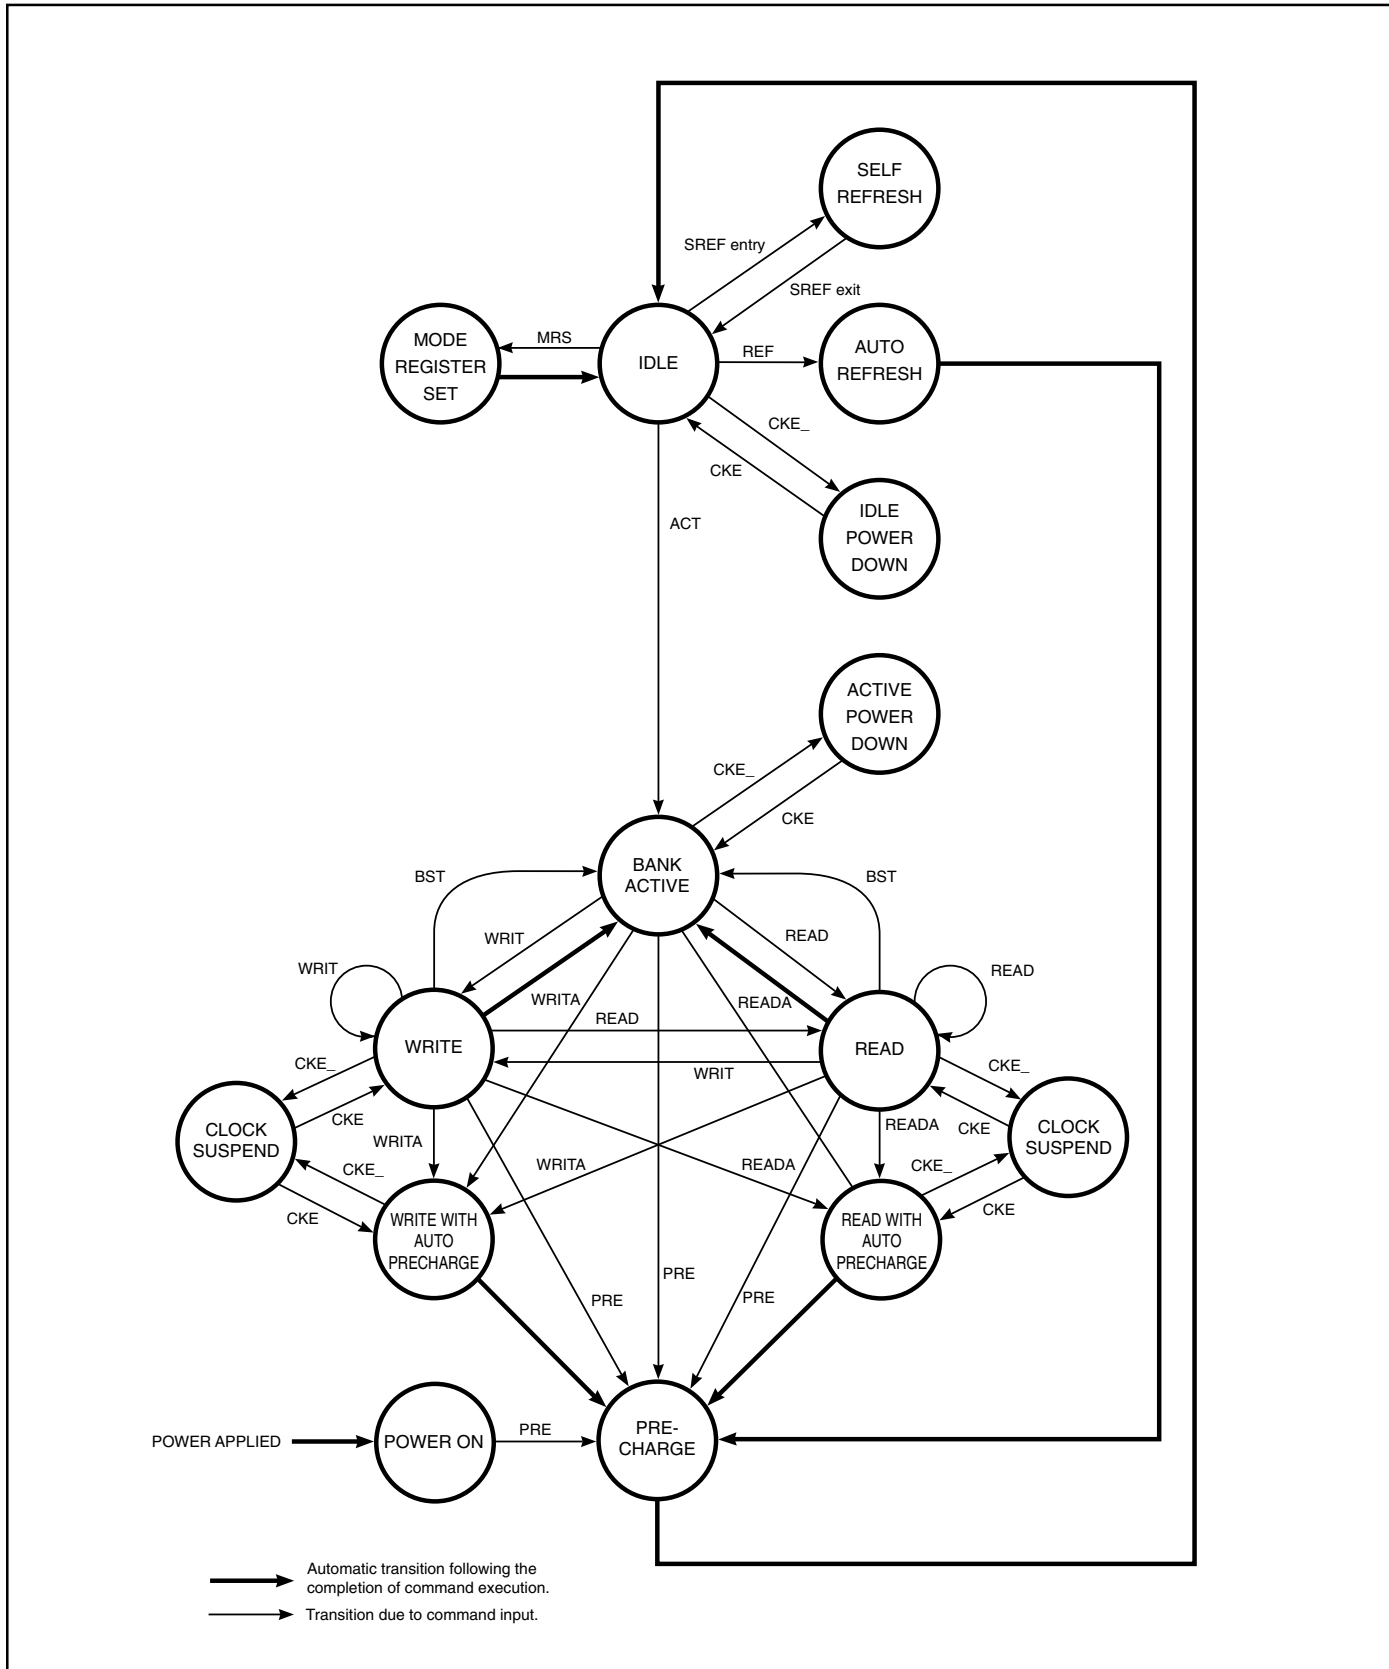 SELF
REFRESH
SREF entry
SREF exit
MODE
REGISTER
SET
MRS
IDLE
REF
AUTO
REFRESH
CKE_
CKE
IDLE
POWER
DOWN
ACT
ACTIVE
POWER
DOWN
CKE_
CKE
BANK
ACTIVE
BST
BST
WRIT
READ
WRIT
READ
WRITA
READA
READ
WRITE
READ
WRIT
CKE_
CKE_
CLOCK
SUSPEND
CKE
WRITA
READA
CKE
CLOCK
SUSPEND
CKE_
WRITA
READA
CKE_
CKE
CKE
WRITE WITH
AUTO
PRECHARGE
READ WITH
AUTO
PRECHARGE
PRE
PRE
PRE
POWER APPLIED
POWER ON
PRE
PRE-
CHARGE
Automatic transition following the
completion of command execution.
Transition due to command input.